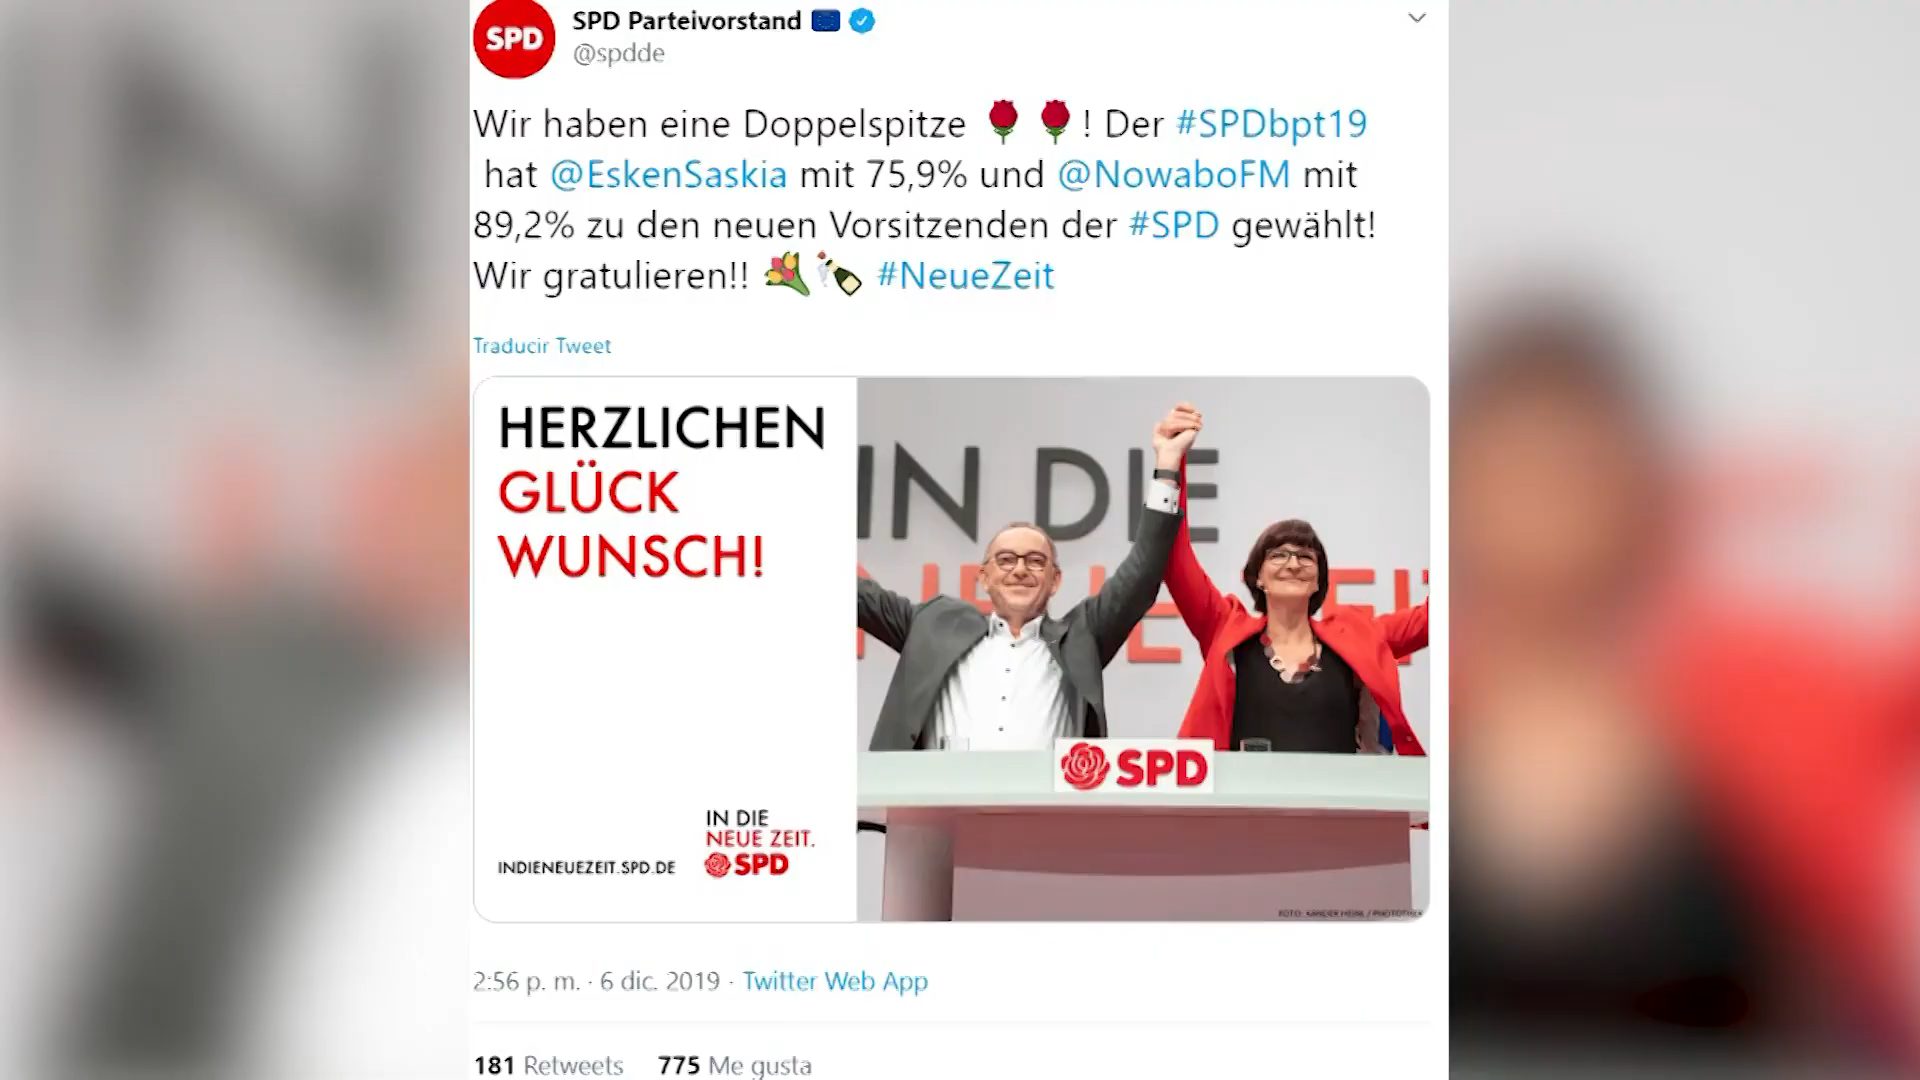 SPD
SPD Parteivorstand
@spdde
Wir haben eine Doppelspitze 🌹 🌹 ! Der #SPDbpt19
hat @EskenSaskia mit 75,9% und @NowaboFM mit
89,2% zu den neuen Vorsitzenden der #SPD gewählt!
Wir gratulieren!! 💐🍾 #NeueZeit
Traducir Tweet
HERZLICHEN
GLÜCK
WUNSCH!
IN DIE
SPD
IN DIE
NEUE ZEIT.
SPD
INDIENEUEZEIT.SPD.DE
2:56 p. m. · 6 dic. 2019 · Twitter Web App
181 Retweets 775 Me gusta